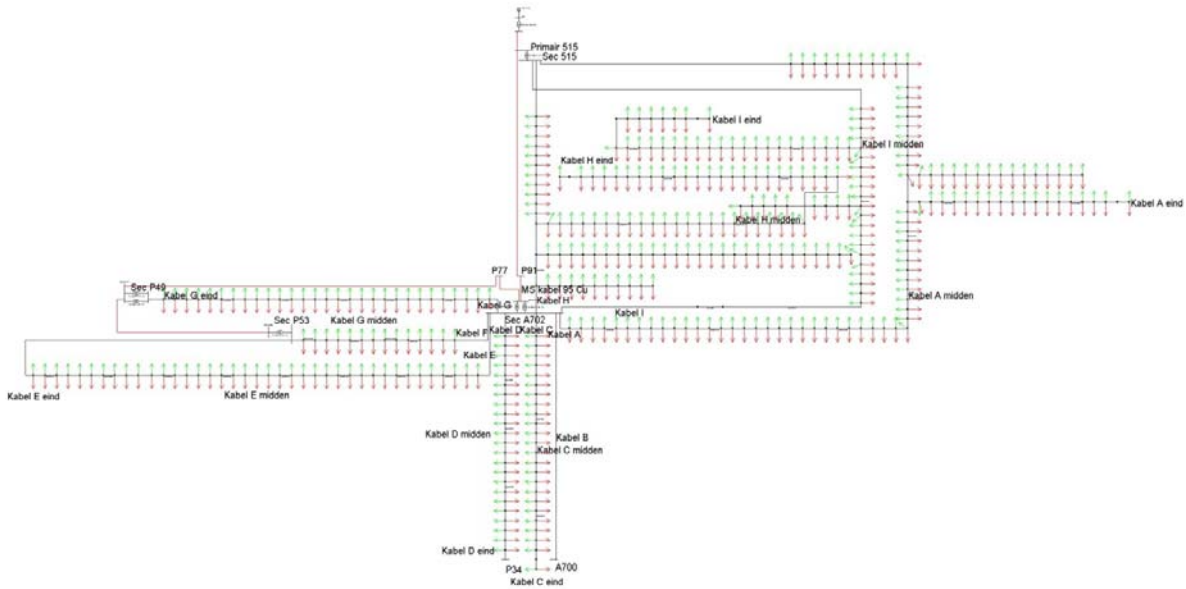 Primair 515
Sec 515
Kabel I eind
Kabel I midden
Kabel H eind
Kabel A eind
Kabel H midden
P77
P91
Sec P49
Kabel G eind
MS kabel 95 Cu
Kabel A midden
Kabel G
Kabel H
Kabel I
Sec P53
Kabel G midden
Sec A702
Kabel F
Kabel D
Kabel C
Kabel A
Kabel E
Kabel E eind
Kabel E midden
Kabel D midden
Kabel B
Kabel C midden
Kabel D eind
P34
A700
Kabel C eind